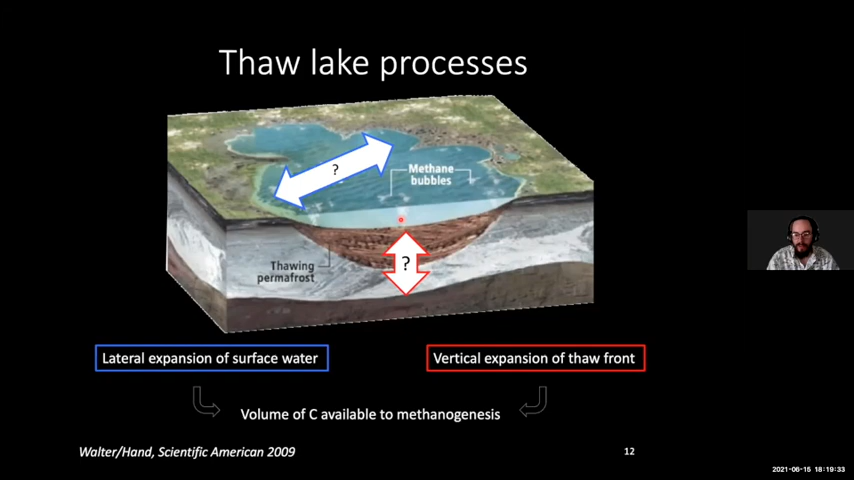 Thaw lake processes
?
Methane
bubbles
Thawing
permafrost
?
Lateral expansion of surface water
Vertical expansion of thaw front
Volume of C available to methanogenesis
Walter/Hand, Scientific American 2009
12
2021-06-15 18:19:33